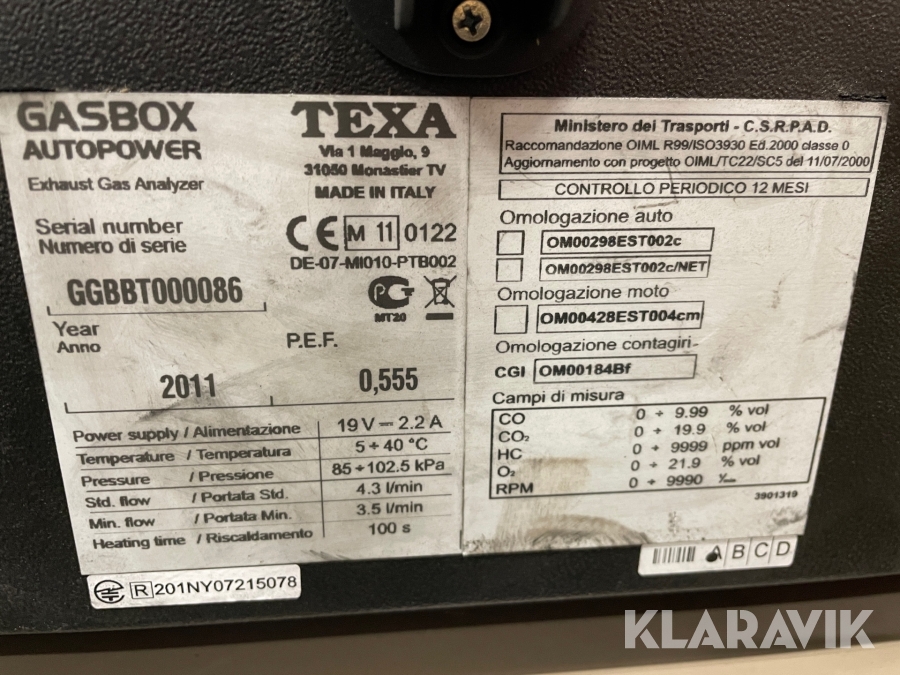 GASBOX
AUTOPOWER
Exhaust Gas Analyzer
Serial number
Numero di serie
GGBBT000086
Year
Anno
2011
TEXA
Via 1 Maggio, 9
31050 Monastier TV
MADE IN ITALY
CE M 11 0122
DE-07-MI010-PTB002
MT20
P.E.F.
0,555
Power supply / Alimentazione 19 V ⎓ 2.2 A
Temperature / Temperatura 5÷40 °C
Pressure / Pressione 85÷102.5 kPa
Std. flow / Portata Std. 4.3 l/min
Min. flow / Portata Min. 3.5 l/min
Heating time / Riscaldamento 100 s
R 201NY07215078
Ministero dei Trasporti - C.S.R.P.A.D.
Raccomandazione OIML R99/ISO3930 Ed.2000 classe 0
Aggiornamento con progetto OIML/TC22/SC5 del 11/07/2000
CONTROLLO PERIODICO 12 MESI
Omologazione auto
OM00298EST002c
OM00298EST002c/NET
Omologazione moto
OM00428EST004cm
Omologazione contagiri
CGI OM00184Bf
Campi di misura
CO 0 ÷ 9.99 % vol
CO₂ 0 ÷ 19.9 % vol
HC 0 ÷ 9999 ppm vol
O₂ 0 ÷ 21.9 % vol
RPM 0 ÷ 9990
3901319
A B C D
KLARAVIK